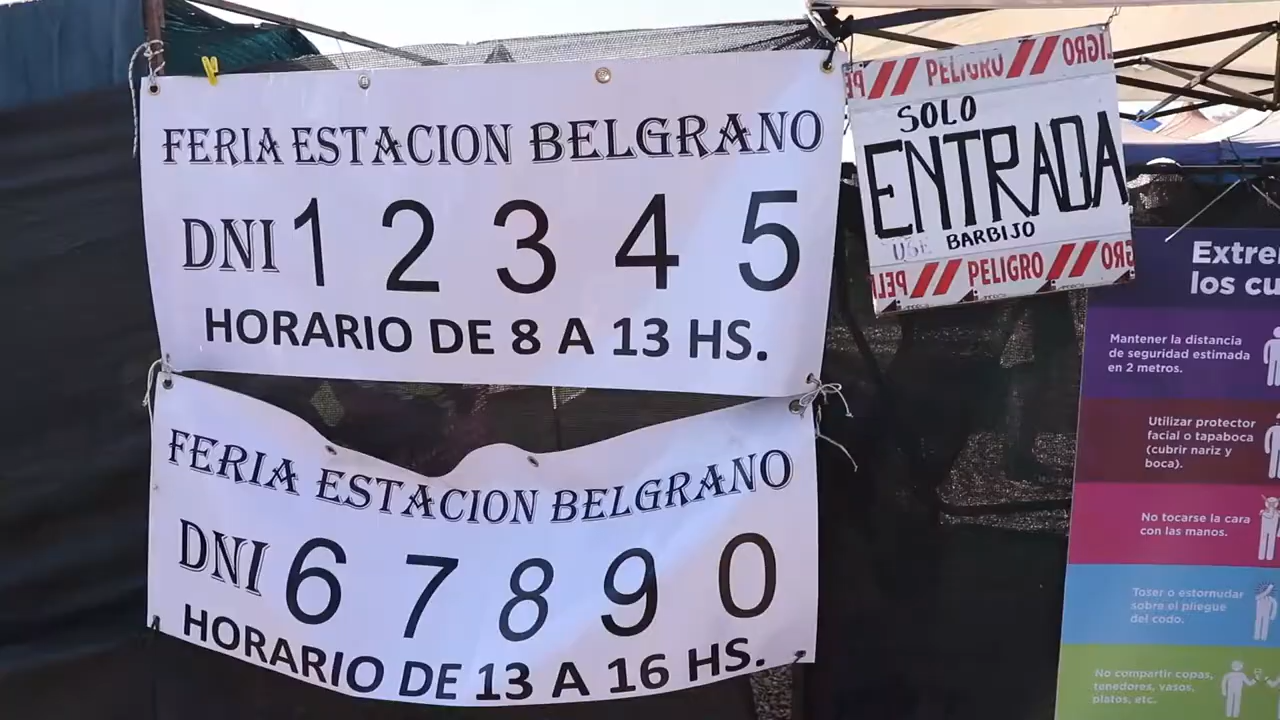 FERIA ESTACION BELGRANO
DNI 1 2 3 4 5
HORARIO DE 8 A 13 HS.
FERIA ESTACION BELGRANO
DNI 6 7 8 9 0
HORARIO DE 13 A 16 HS.
PELIGRO
SOLO
ENTRADA
USE BARBIJO
PELIGRO
los
Mantener la distancia
de seguridad estimada
en 2 metros.
Utilizar protector
facial o tapaboca
(cubrir nariz y
boca).
No tocarse la cara
con las manos.
Toser o estornudar
sobre el pliegue
del codo.
No compartir copas,
tenedores, vasos,
platos, etc.